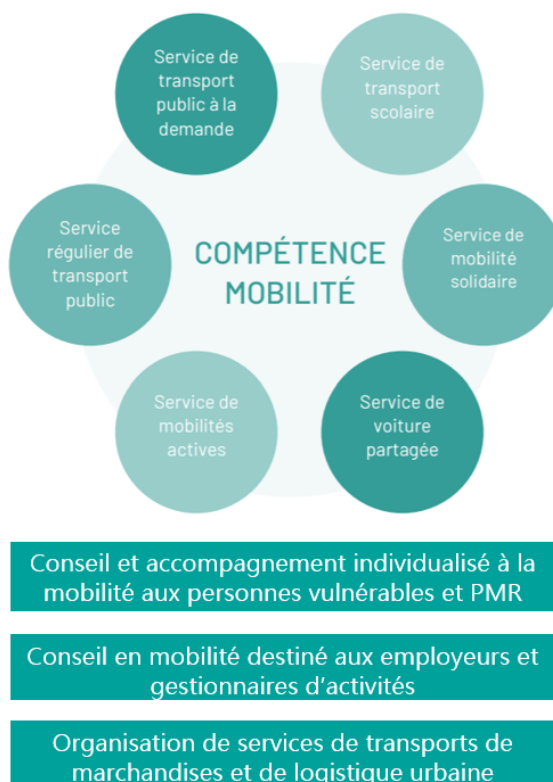 Service de
transport
public à la
demande
Service de
transport
scolaire
Service
régulier de
transport
public
COMPÉTENCE
MOBILITÉ
Service de
mobilité
solidaire
Service de
mobilités
actives
Service de
voiture
partagée
Conseil et accompagnement individualisé à la
mobilité aux personnes vulnérables et PMR
Conseil en mobilité destiné aux employeurs et
gestionnaires d'activités
Organisation de services de transports de
marchandises et de logistique urbaine